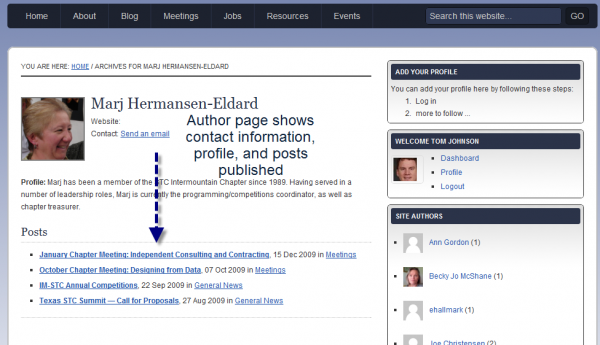 Home About Blog Meetings Jobs Resources Events Search this website... GO
YOU ARE HERE: HOME / ARCHIVES FOR MARJ HERMANSEN-ELDARD
Marj Hermansen-Eldard
Website:
Contact: Send an email
Author page shows
contact information,
profile, and posts
published
Profile: Marj has been a member of the STC Intermountain Chapter since 1989. Having served in a
number of leadership roles, Marj is currently the programming/competitions coordinator, as well as
chapter treasurer.
Posts
January Chapter Meeting: Independent Consulting and Contracting, 15 Dec 2009 in Meetings
October Chapter Meeting: Designing from Data, 07 Oct 2009 in Meetings
IM-STC Annual Competitions, 22 Sep 2009 in General News
Texas STC Summit — Call for Proposals, 27 Aug 2009 in General News
ADD YOUR PROFILE
You can add your profile here by following these steps:
1. Log in
2. more to follow ...
WELCOME TOM JOHNSON
Dashboard
Profile
Logout
SITE AUTHORS
Ann Gordon (1)
Becky Jo McShane (1)
ehallmark (1)
Joe Christensen (2)